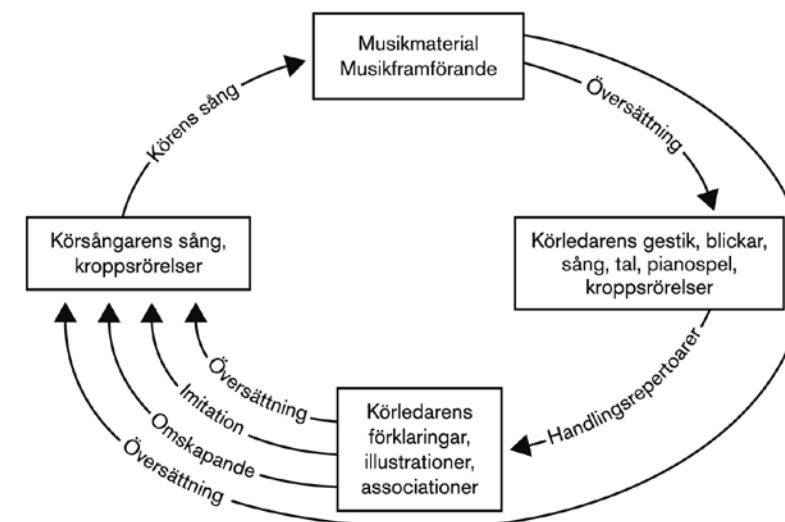 Musikmaterial
Musikframförande
Översättning
Körens sång
Körsångarens sång,
kroppsrörelser
Körledarens gestik, blickar,
sång, tal, pianospel,
kroppsrörelser
Handlingsrepertoarer
Körledarens
förklaringar,
illustrationer,
associationer
Översättning
Imitation
Omskapande
Översättning